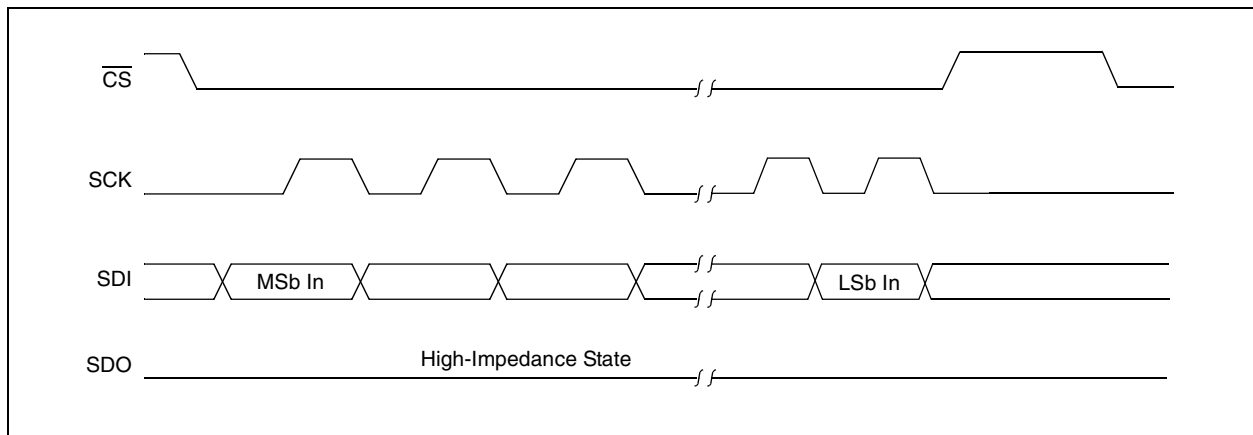 CS
SCK
SDI
MSb In
LSb In
SDO
High-Impedance State